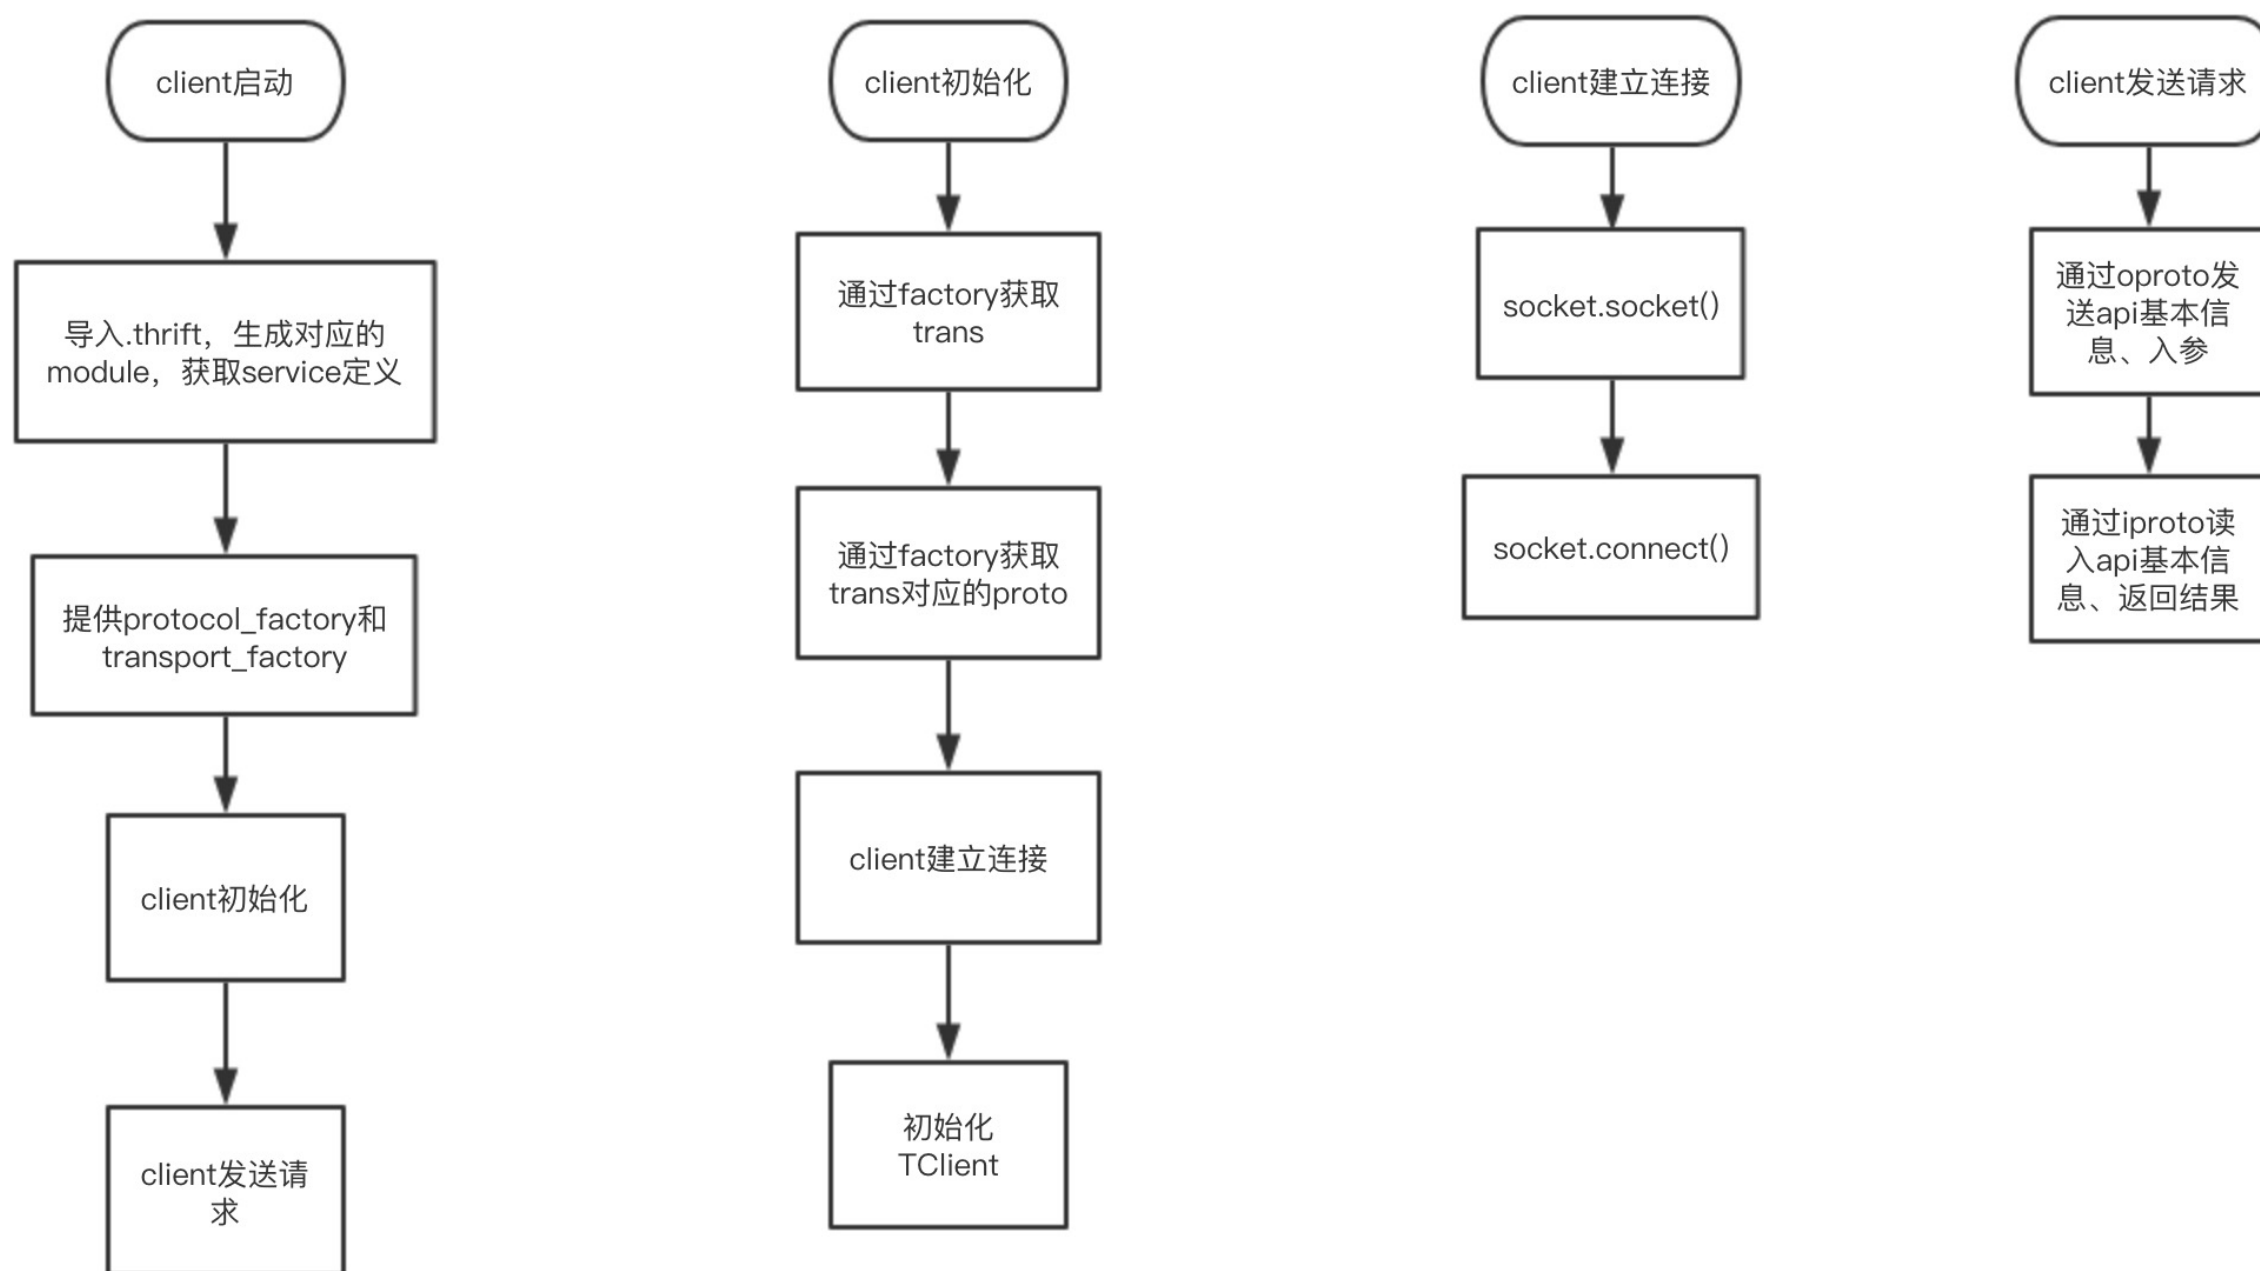 client启动
导入.thrift，生成对应的
module，获取service定义
提供protocol_factory和
transport_factory
client初始化
client发送请
求
client初始化
通过factory获取
trans
通过factory获取
trans对应的proto
client建立连接
初始化
TClient
client建立连接
socket.socket()
socket.connect()
client发送请求
通过oproto发
送api基本信
息、入参
通过iproto读
入api基本信
息、返回结果